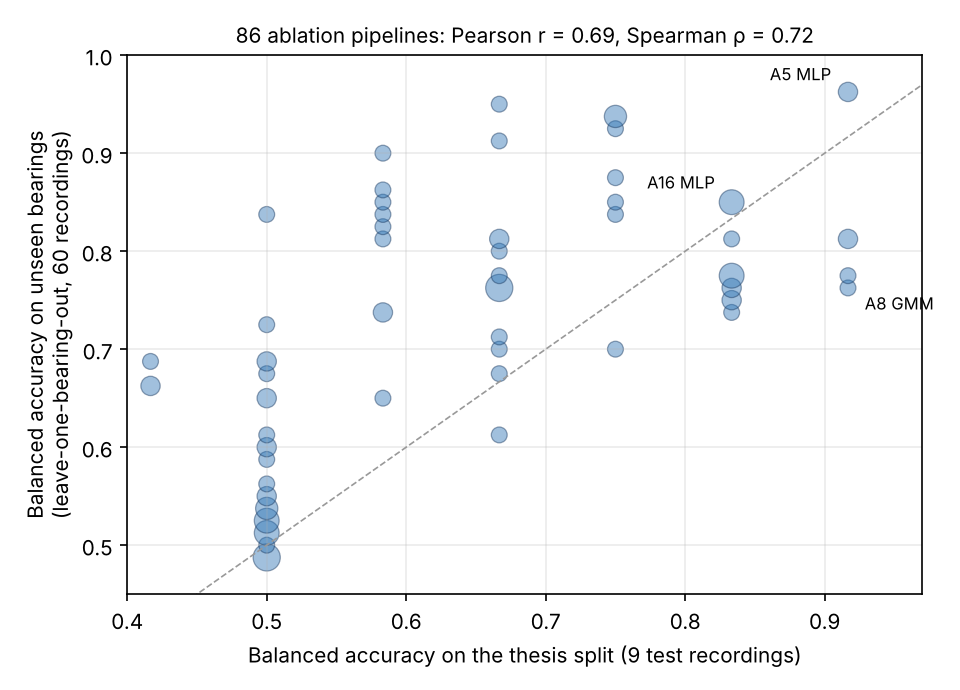 86 ablation pipelines: Pearson r = 0.69, Spearman ρ = 0.72
Balanced accuracy on unseen bearings
(leave-one-bearing-out, 60 recordings)
1.0
0.9
0.8
0.7
0.6
0.5
A5 MLP
A16 MLP
A8 GMM
0.4
0.5
0.6
0.7
0.8
0.9
Balanced accuracy on the thesis split (9 test recordings)